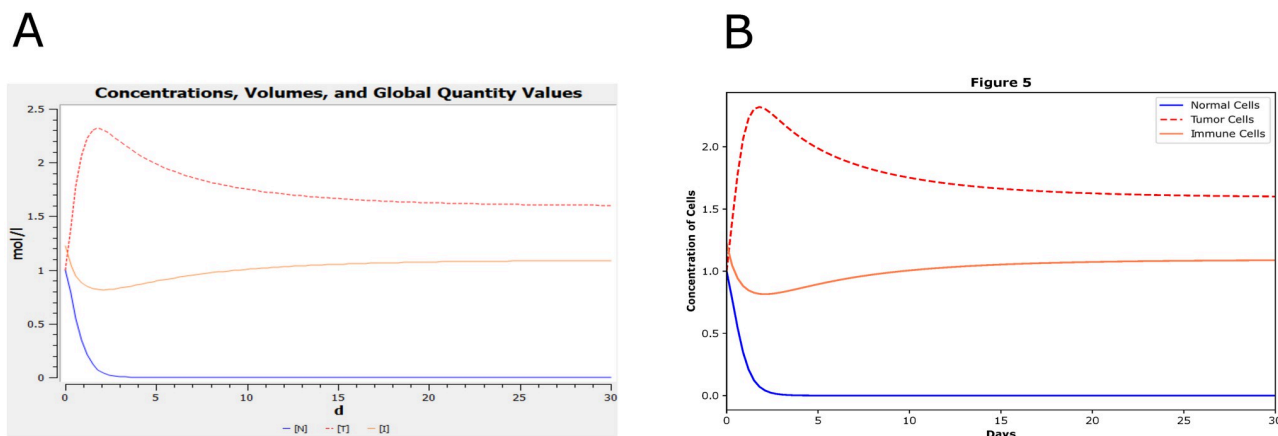 A
Concentrations, Volumes, and Global Quantity Values
2.5
2
1.5
1
0.5
0
mol/l
0 5 10 15 20 25 30
d
[N] [T] [I]
B
Figure 5
Normal Cells
Tumor Cells
Immune Cells
2.0
1.5
1.0
0.5
0.0
Concentration of Cells
0 5 10 15 20 25 30
Days